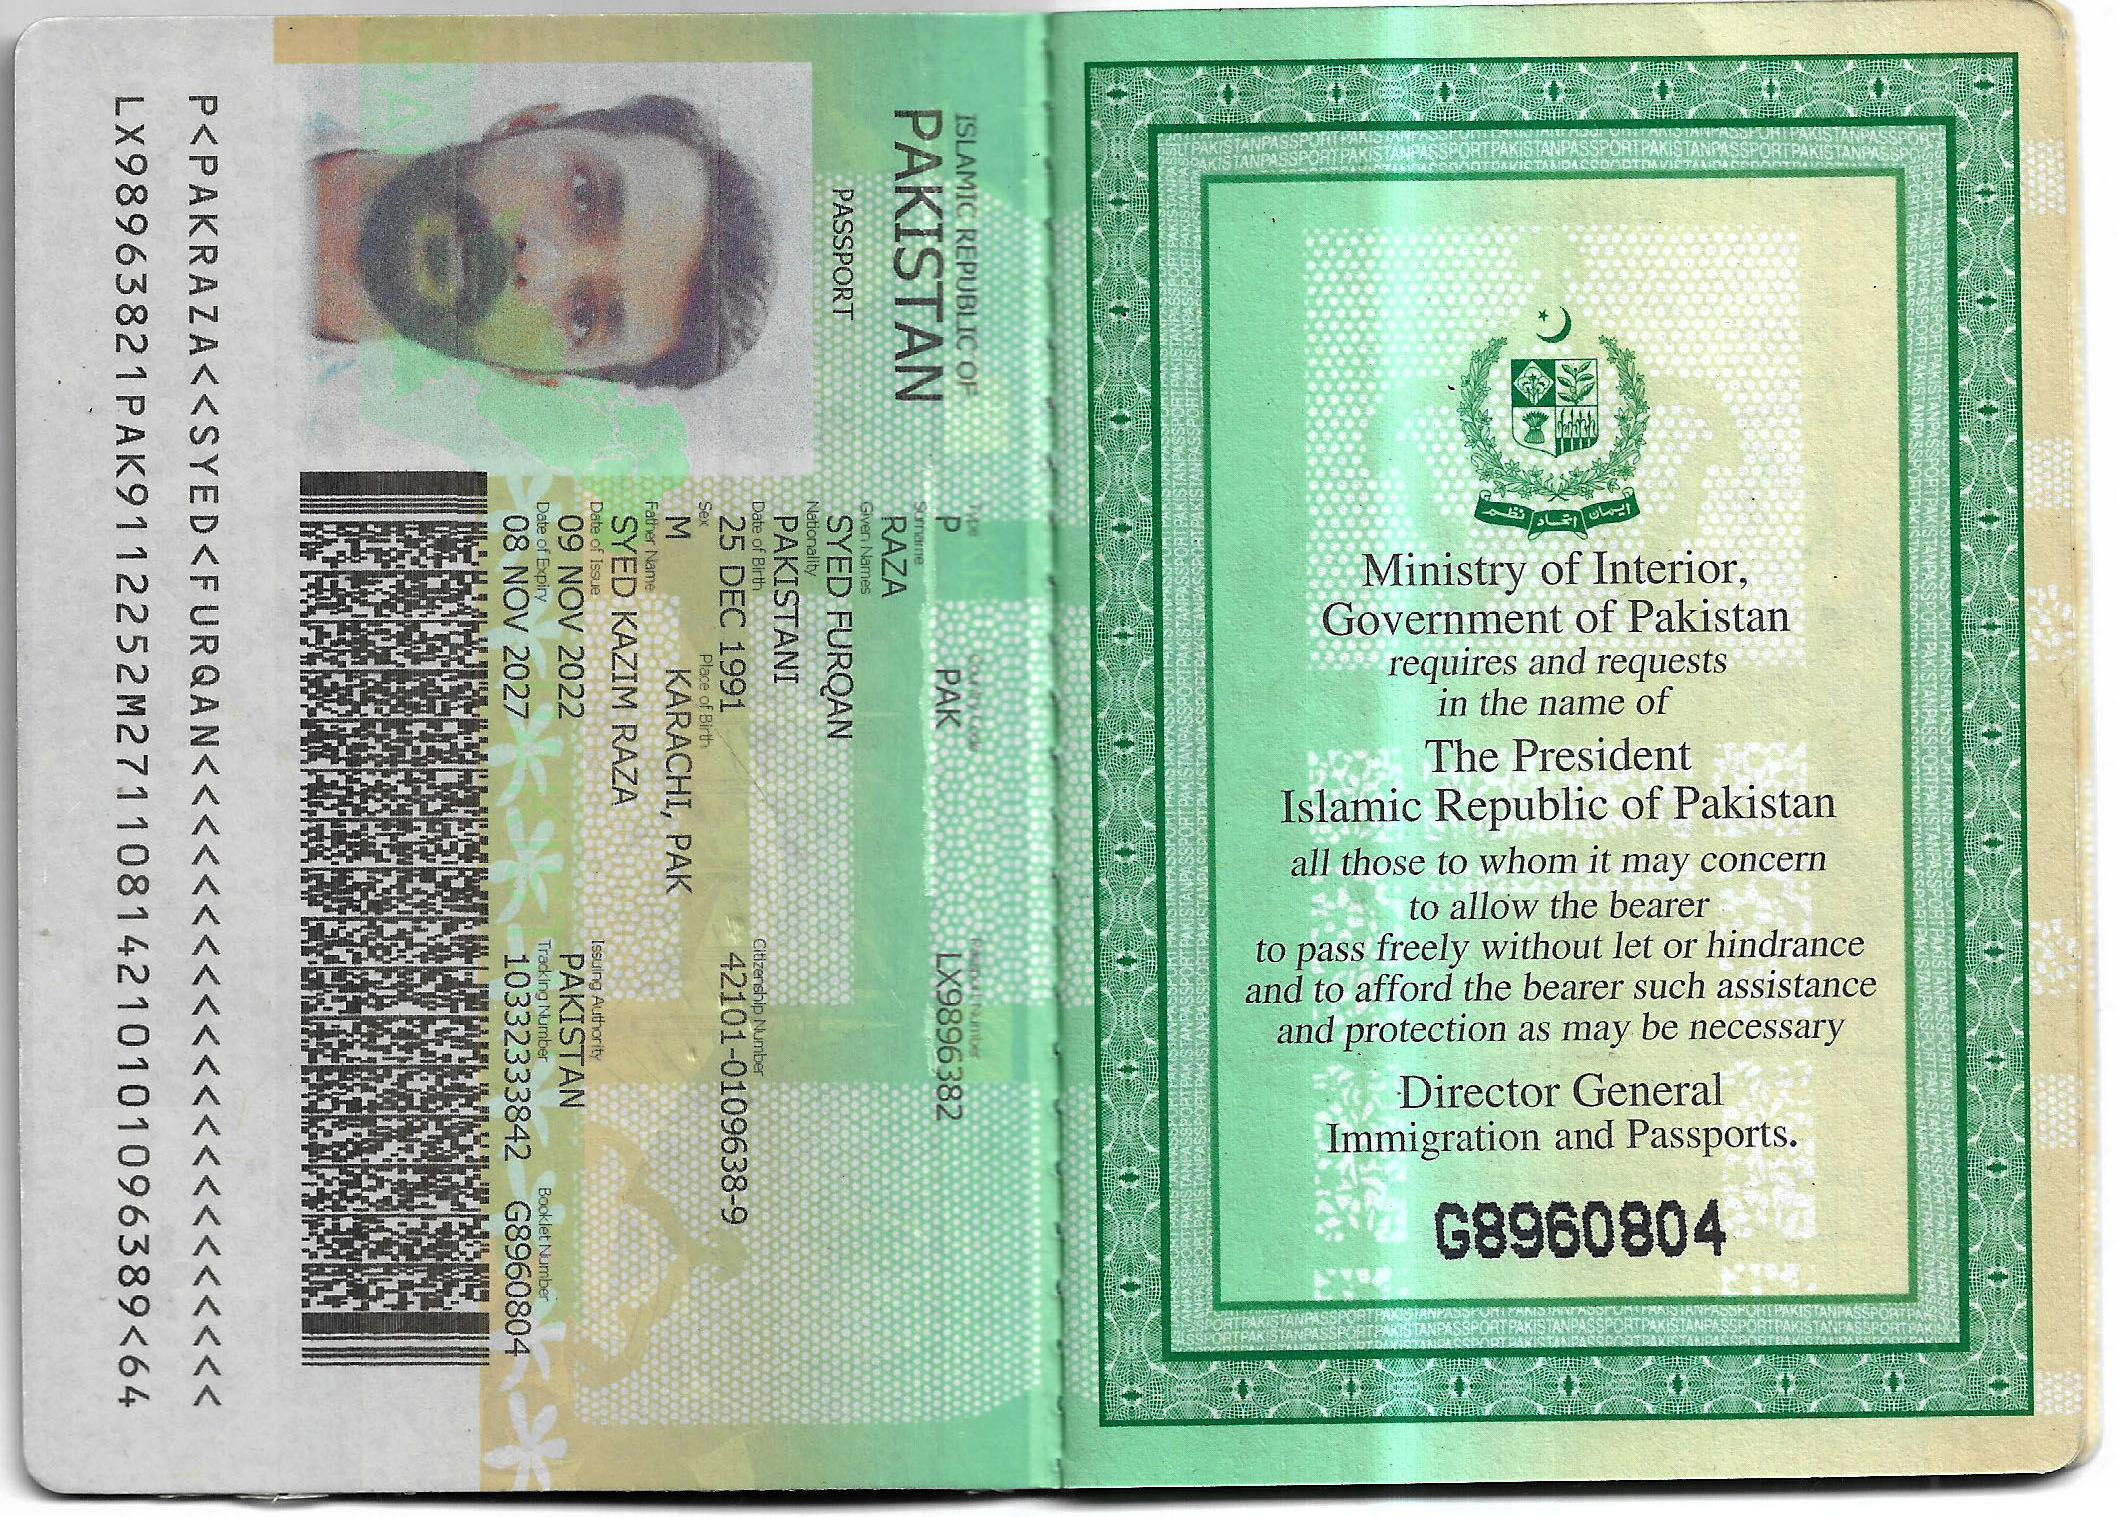 ISLAMIC REPUBLIC OF
PAKISTAN
PASSPORT
Type
Country Code
Passport Number
P
PAK
LX9896382
Surname
RAZA
Given Names
SYED FURQAN
Nationality
PAKISTANI
Date of Birth
Citizenship Number
25 DEC 1991
42101-0109638-9
Sex
Place of Birth
M
KARACHI, PAK
Father Name
SYED KAZIM RAZA
Date of Issue
Issuing Authority
09 NOV 2022
PAKISTAN
Date of Expiry
Tracking Number
Booklet Number
08 NOV 2027
10332333842
G8960804
P<PAKRAZA<<SYED<FURQAN<<<<<<<<<<<<<<<<<<<<<<
LX98963821PAK9112252M27110814210101096389<64
ایمان اتحاد نظم
Ministry of Interior,
Government of Pakistan
requires and requests
in the name of
The President
Islamic Republic of Pakistan
all those to whom it may concern
to allow the bearer
to pass freely without let or hindrance
and to afford the bearer such assistance
and protection as may be necessary
Director General
Immigration and Passports.
G8960804